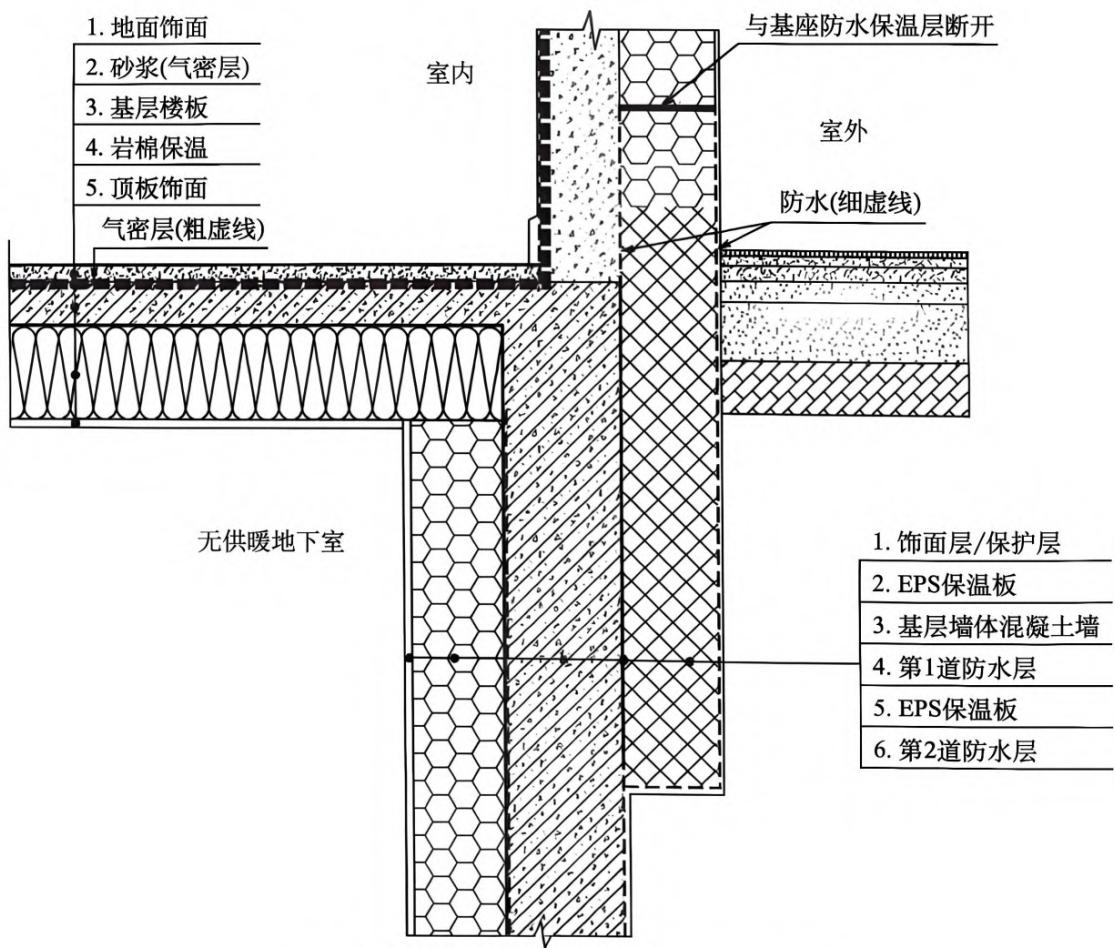 1. 地面饰面
2. 砂浆(气密层)
3. 基层楼板
4. 岩棉保温
5. 顶板饰面
气密层(粗虚线)
室内
与基座防水保温层断开
室外
防水(细虚线)
无供暖地下室
1. 饰面层/保护层
2. EPS保温板
3. 基层墙体混凝土墙
4. 第1道防水层
5. EPS保温板
6. 第2道防水层